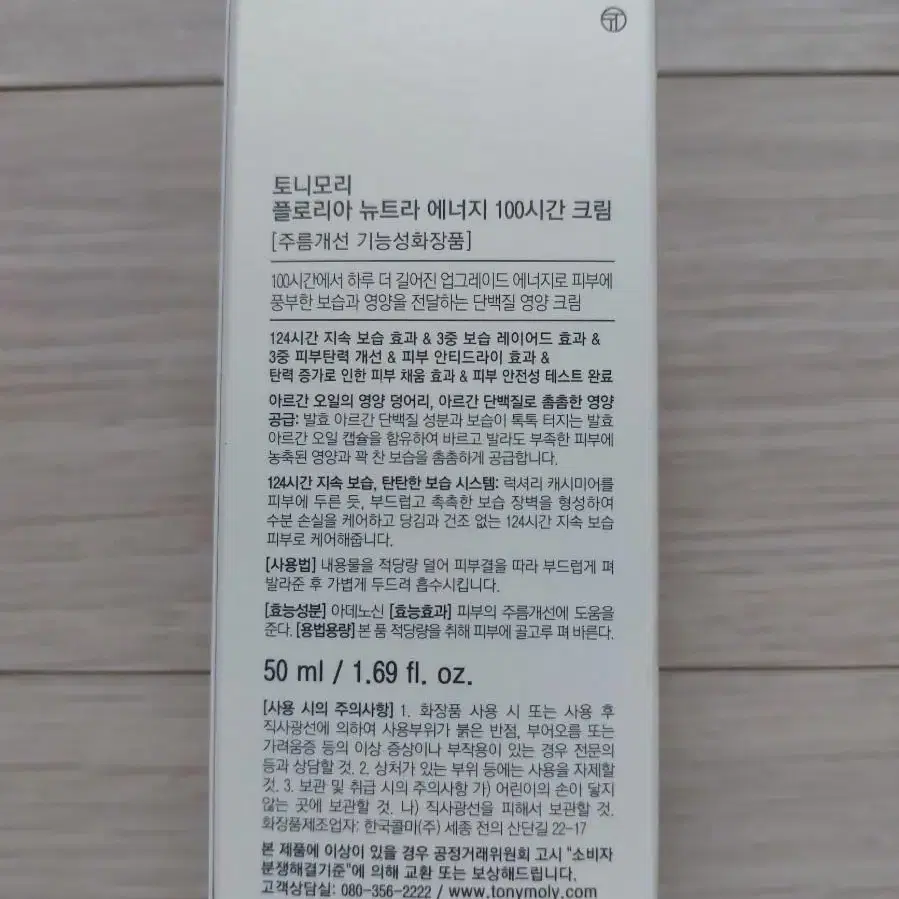 토니모리
플로리아 뉴트라 에너지 100시간 크림
[주름개선 기능성화장품]
100시간에서 하루 더 길어진 업그레이드 에너지로 피부에
풍부한 보습과 영양을 전달하는 단백질 영양 크림
124시간 지속 보습 효과 & 3중 보습 레이어드 효과 &
3중 피부탄력 개선 & 피부 안티드라이 효과 &
탄력 증가로 인한 피부 채움 효과 & 피부 안전성 테스트 완료
아르간 오일의 영양 덩어리, 아르간 단백질로 촘촘한 영양
공급: 발효 아르간 단백질 성분과 보습이 톡톡 터지는 발효
아르간 오일 캡슐을 함유하여 바르고 발라도 부족한 피부에
농축된 영양과 꽉 찬 보습을 촘촘하게 공급합니다.
124시간 지속 보습, 탄탄한 보습 시스템: 럭셔리 캐시미어를
피부에 두른 듯, 부드럽고 촉촉한 보습 장벽을 형성하여
수분 손실을 케어하고 당김과 건조 없는 124시간 지속 보습
피부로 케어해줍니다.
[사용법] 내용물을 적당량 덜어 피부결을 따라 부드럽게 펴
발라준 후 가볍게 두드려 흡수시킵니다.
[효능성분] 아데노신 [효능효과] 피부의 주름개선에 도움을
준다. [용법용량] 본 품 적당량을 취해 피부에 골고루 펴 바른다.
50 ml / 1.69 fl. oz.
[사용 시의 주의사항] 1. 화장품 사용 시 또는 사용 후
직사광선에 의하여 사용부위가 붉은 반점, 부어오름 또는
가려움증 등의 이상 증상이나 부작용이 있는 경우 전문의
등과 상담할 것. 2. 상처가 있는 부위 등에는 사용을 자제할
것. 3. 보관 및 취급 시의 주의사항 가) 어린이의 손이 닿지
않는 곳에 보관할 것. 나) 직사광선을 피해서 보관할 것.
화장품제조업자: 한국콜마(주) 세종 전의 산단길 22-17
본 제품에 이상이 있을 경우 공정거래위원회 고시 "소비자
분쟁해결기준"에 의해 교환 또는 보상해드립니다.
고객상담실: 080-356-2222 / www.tonymoly.com